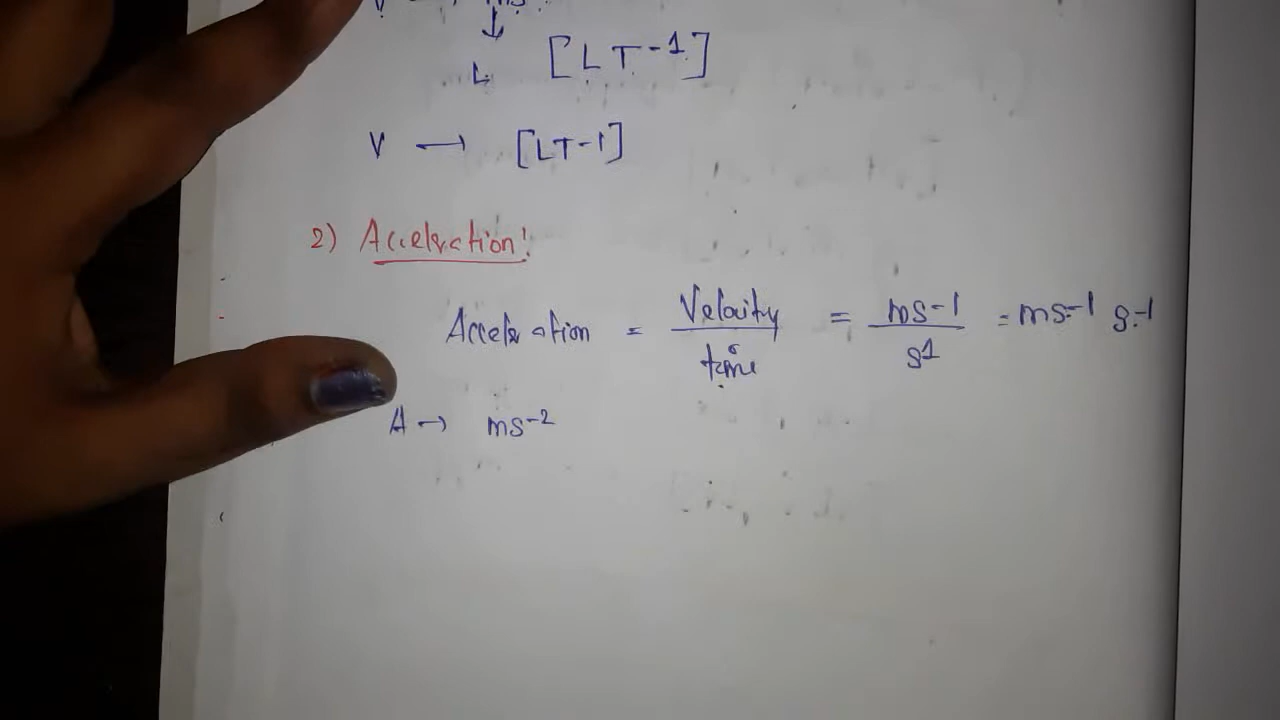 L [LT-1]
V → [LT-1]
2) Acceleration:
Acceleration = Velocity / time = ms-1 / s1 = ms-1 s-1
A → ms-2